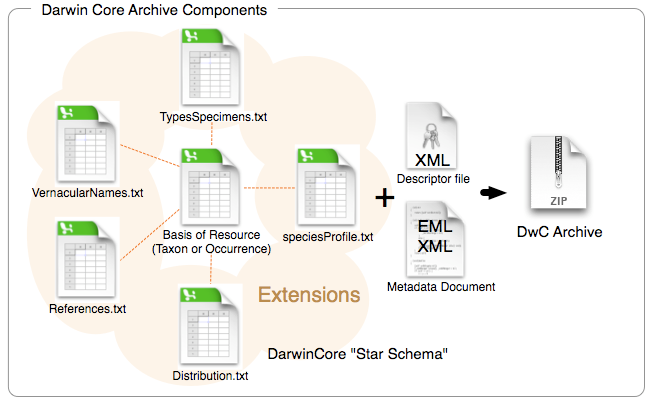 Darwin Core Archive Components
TypesSpecimens.txt
VernacularNames.txt
Basis of Resource
(Taxon or Occurrence)
speciesProfile.txt
References.txt
Extensions
Distribution.txt
DarwinCore "Star Schema"
+
XML
Descriptor file
EML
XML
Metadata Document
ZIP
DwC Archive